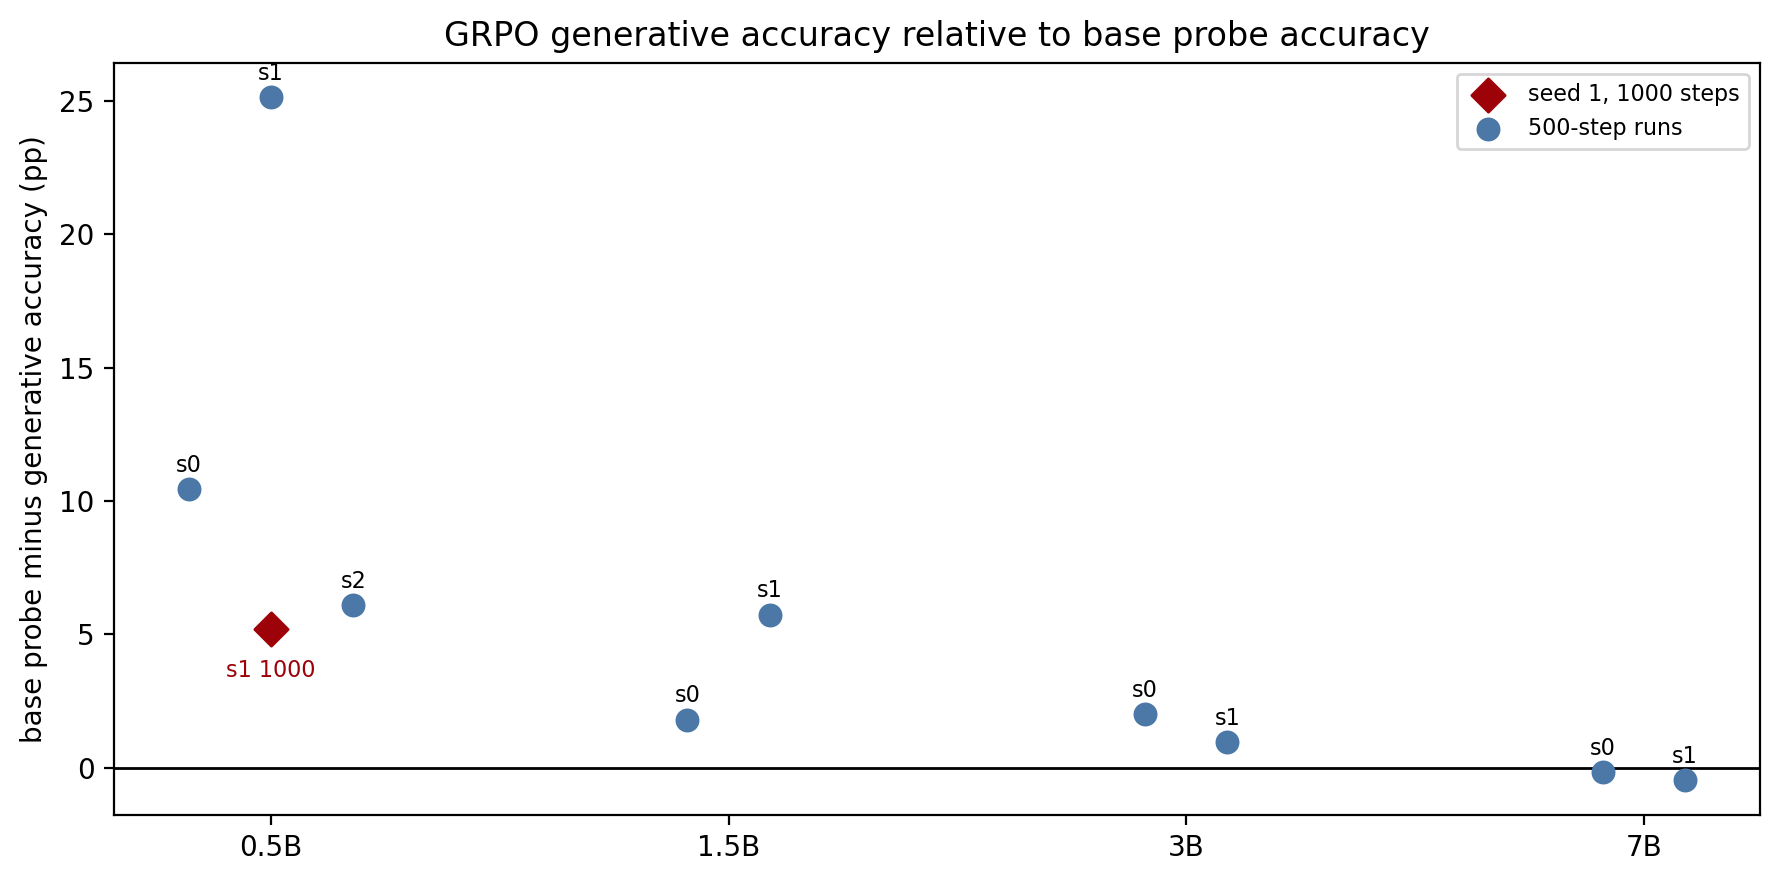 GRPO generative accuracy relative to base probe accuracy
base probe minus generative accuracy (pp)
25
20
15
10
5
0
seed 1, 1000 steps
500-step runs
s1
s0
s2
s1 1000
s1
s0
s0
s1
s0
s1
0.5B
1.5B
3B
7B